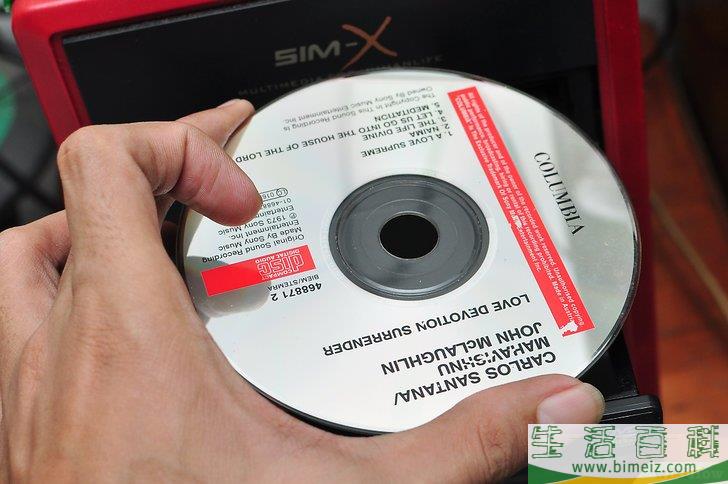 SIM-X
CARLOS SANTANA/
MAHAVISHNU
JOHN McLAUGHLIN
LOVE DEVOTION SURRENDER
468871 2
BIEM/STEMRA
COMPACT
disc
DIGITAL AUDIO
Original Sound Recording
Made By Sony Music
Entertainment Inc.
℗ 1973 Sony Music
Entertainment Inc.
COLUMBIA
1. A LOVE SUPREME
2. NAIMA
3. THE LIFE DIVINE
4. LET US GO INTO THE HOUSE OF THE LORD
5. MEDITATION
The Copyright In This Sound Recording Is
Owned By Sony Music Entertainment Inc.
生活百科
www.bimeiz.com